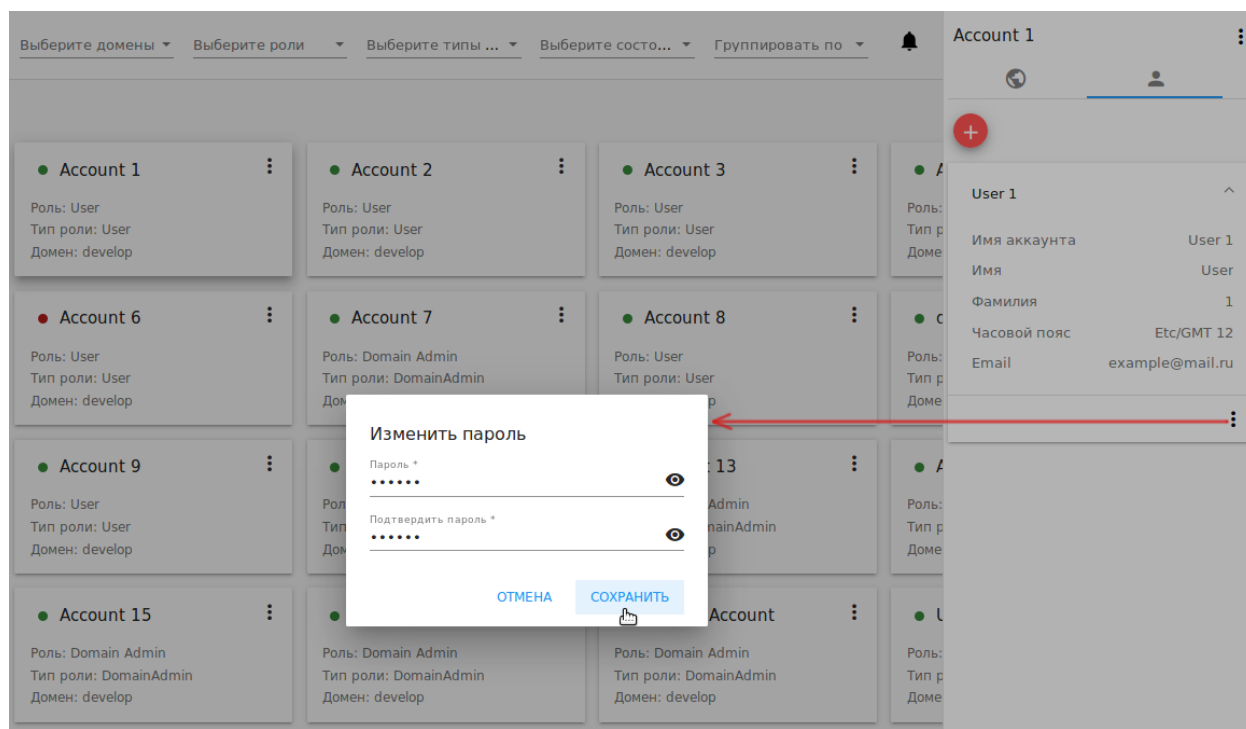 Выберите домены
Выберите роли
Выберите типы ...
Выберите состо...
Группировать по
Account 1
Account 1
Роль: User
Тип роли: User
Домен: develop
Account 2
Роль: User
Тип роли: User
Домен: develop
Account 3
Роль: User
Тип роли: User
Домен: develop
Роль:
User 1
Имя аккаунта User 1
Имя User
Фамилия 1
Часовой пояс Etc/GMT 12
Email example@mail.ru
Account 6
Роль: User
Тип роли: User
Домен: develop
Account 7
Роль: Domain Admin
Тип роли: DomainAdmin
Account 8
Роль: User
Тип роли: User
Роль:
Изменить пароль
Пароль *
••••••
Подтвердить пароль *
••••••
ОТМЕНА
СОХРАНИТЬ
Account 9
Роль: User
Тип роли: User
Домен: develop
13
Admin
Роль:
Account 15
Роль: Domain Admin
Тип роли: DomainAdmin
Домен: develop
Роль: Domain Admin
Тип роли: DomainAdmin
Домен: develop
Account
Роль: Domain Admin
Тип роли: DomainAdmin
Домен: develop
Роль: